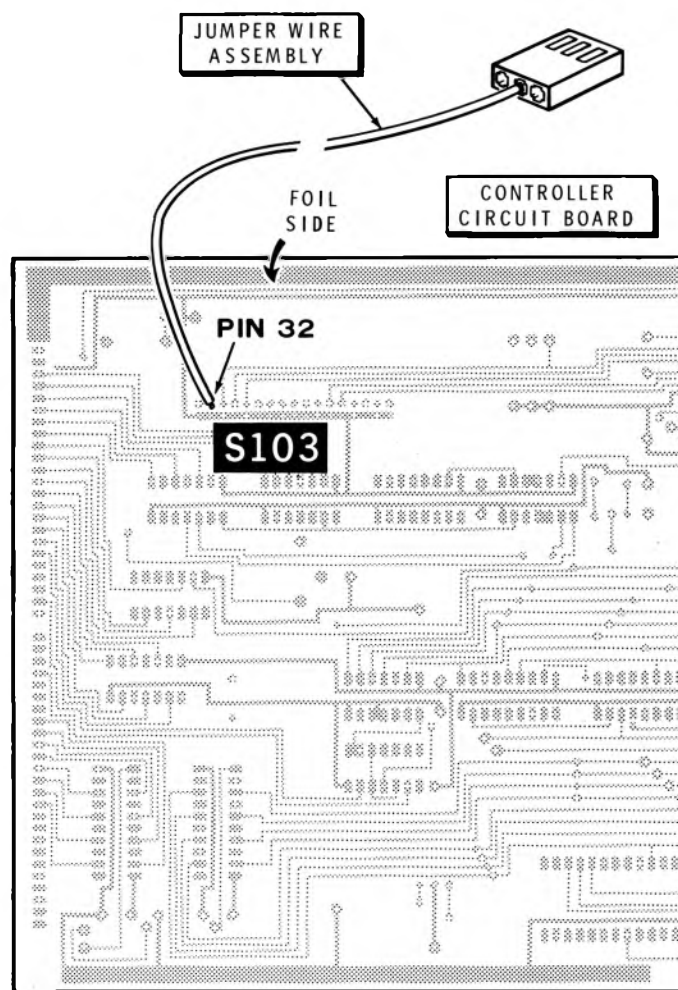 JUMPER WIRE
ASSEMBLY
FOIL
SIDE
CONTROLLER
CIRCUIT BOARD
PIN 32
S103